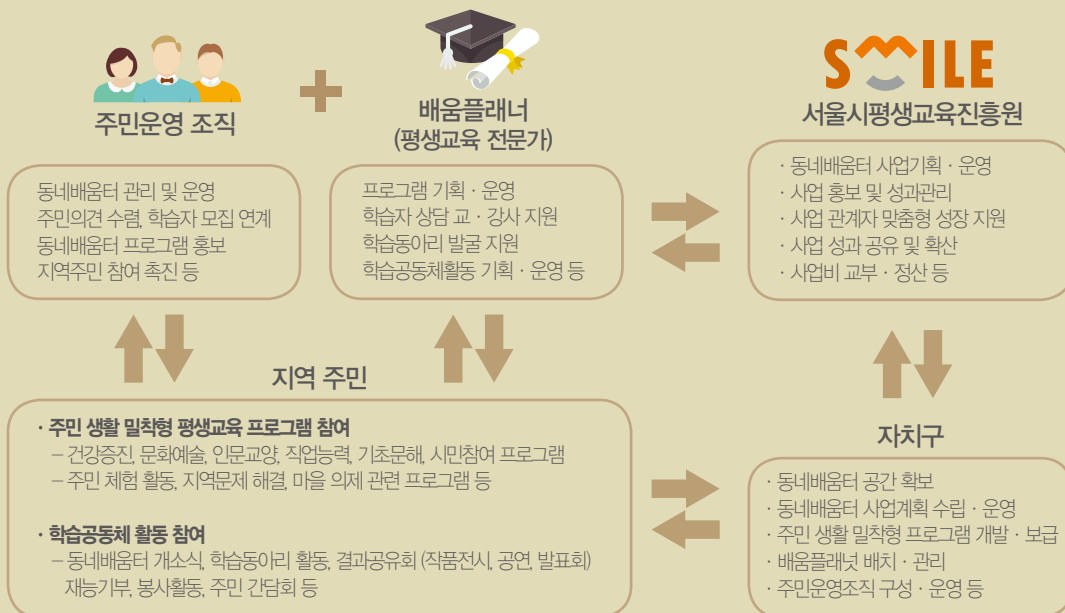 주민운영 조직
동네배움터 관리 및 운영
주민의견 수렴, 학습자 모집 연계
동네배움터 프로그램 홍보
지역주민 참여 촉진 등
배움플래너
(평생교육 전문가)
프로그램 기획 · 운영
학습자 상담 교 · 강사 지원
학습동아리 발굴 지원
학습공동체활동 기획 · 운영 등
SMILE
서울시평생교육진흥원
· 동네배움터 사업기획 · 운영
· 사업 홍보 및 성과관리
· 사업 관계자 맞춤형 성장 지원
· 사업 성과 공유 및 확산
· 사업비 교부 · 정산 등
지역 주민
· 주민 생활 밀착형 평생교육 프로그램 참여
– 건강증진, 문화예술, 인문교양, 직업능력, 기초문해, 시민참여 프로그램
– 주민 체험 활동, 지역문제 해결, 마을 의제 관련 프로그램 등
· 학습공동체 활동 참여
– 동네배움터 개소식, 학습동아리 활동, 결과공유회 (작품전시, 공연, 발표회)
재능기부, 봉사활동, 주민 간담회 등
자치구
· 동네배움터 공간 확보
· 동네배움터 사업계획 수립 · 운영
· 주민 생활 밀착형 프로그램 개발 · 보급
· 배움플래넛 배치 · 관리
· 주민운영조직 구성 · 운영 등